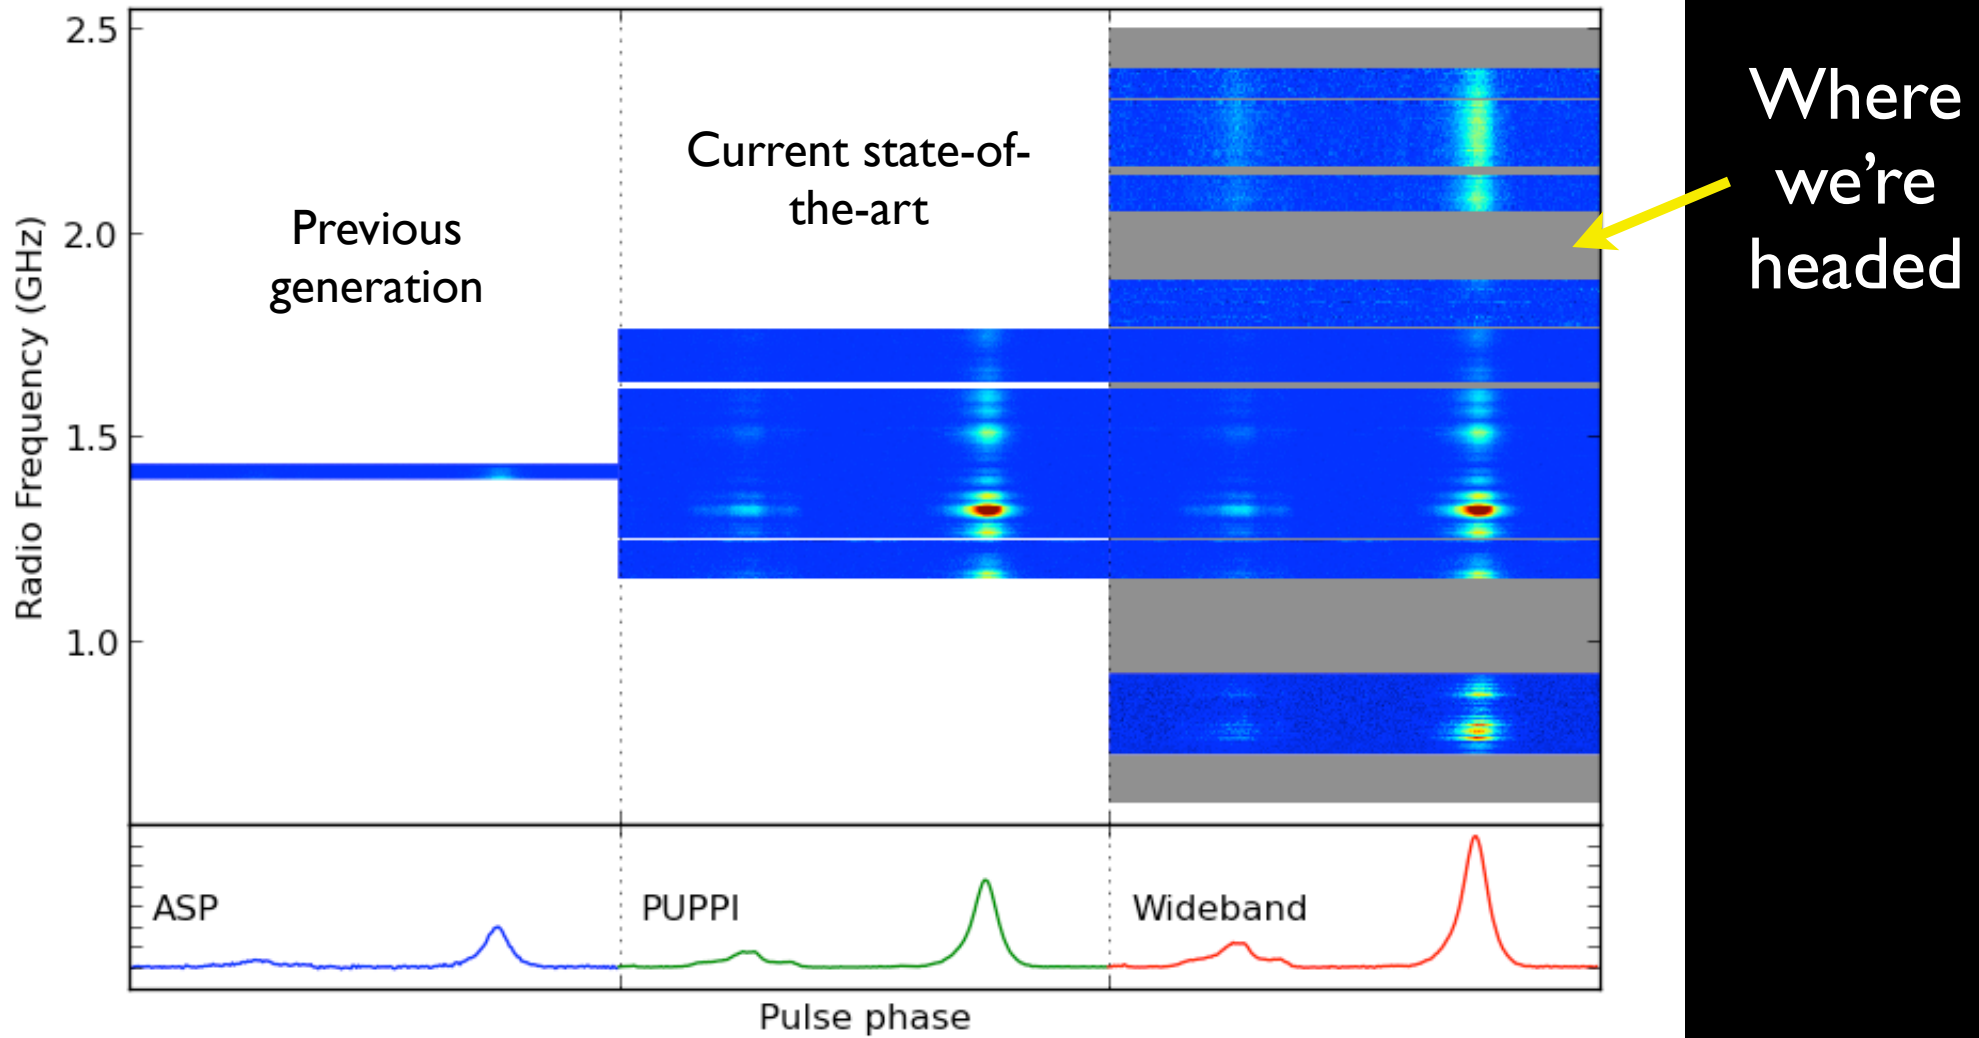 2.5
2.0
1.5
1.0
Radio Frequency (GHz)
Previous
generation
Current state-of-
the-art
Where
we’re
headed
ASP
PUPPI
Wideband
Pulse phase